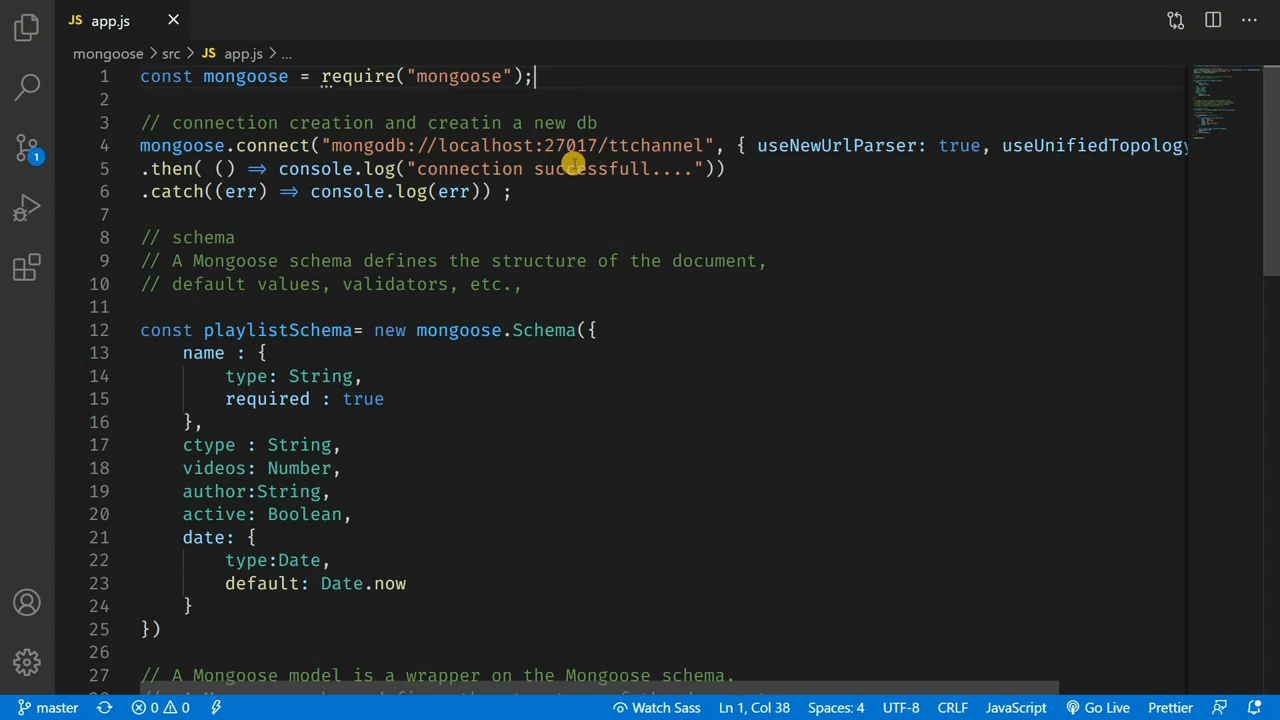 JS app.js
mongoose > src > JS app.js > ...
1 const mongoose = require("mongoose");
2
3 // connection creation and creatin a new db
4 mongoose.connect("mongodb://localhost:27017/ttchannel", { useNewUrlParser: true, useUnifiedTopology
5 .then( () => console.log("connection successfull...."))
6 .catch((err) => console.log(err)) ;
7
8 // schema
9 // A Mongoose schema defines the structure of the document,
10 // default values, validators, etc.,
11
12 const playlistSchema= new mongoose.Schema({
13 name : {
14 type: String,
15 required : true
16 },
17 ctype : String,
18 videos: Number,
19 author:String,
20 active: Boolean,
21 date: {
22 type:Date,
23 default: Date.now
24 }
25 })
26
27 // A Mongoose model is a wrapper on the Mongoose schema.
1
master 0 0 Watch Sass Ln 1, Col 38 Spaces: 4 UTF-8 CRLF JavaScript Go Live Prettier